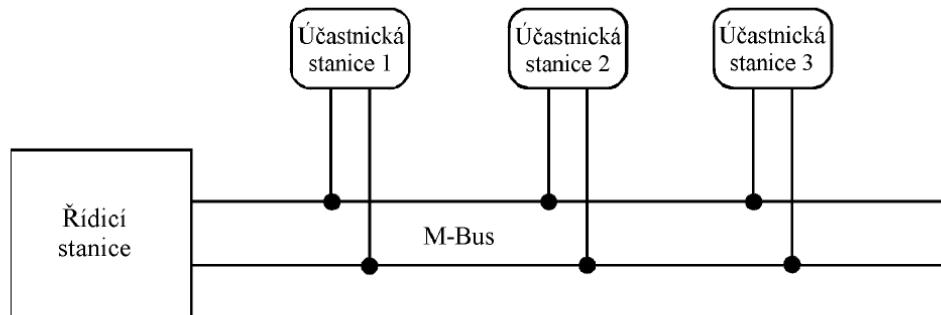 Účastnická
stanice 1
Účastnická
stanice 2
Účastnická
stanice 3
Řídicí
stanice
M-Bus